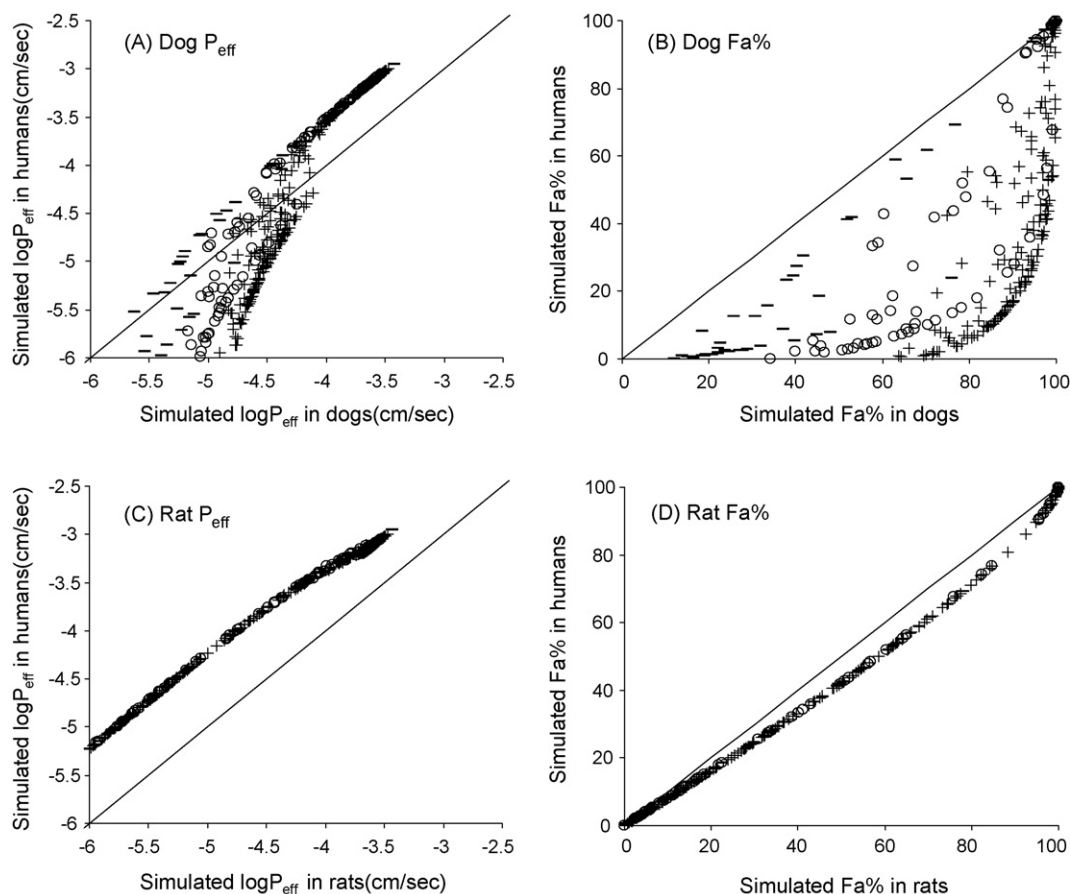 (A) Dog Peff
Simulated logPeff in humans(cm/sec)
-2.5
-3
-3.5
-4
-4.5
-5
-5.5
-6
-6 -5.5 -5 -4.5 -4 -3.5 -3 -2.5
Simulated logPeff in dogs(cm/sec)
(B) Dog Fa%
Simulated Fa% in humans
100
80
60
40
20
0
0 20 40 60 80 100
Simulated Fa% in dogs
(C) Rat Peff
Simulated logPeff in humans(cm/sec)
-2.5
-3
-3.5
-4
-4.5
-5
-5.5
-6
-6 -5.5 -5 -4.5 -4 -3.5 -3 -2.5
Simulated logPeff in rats(cm/sec)
(D) Rat Fa%
Simulated Fa% in humans
100
80
60
40
20
0
0 20 40 60 80 100
Simulated Fa% in rats